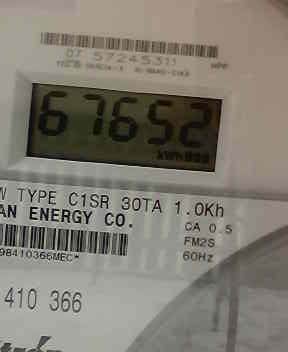 07 57245311
67652
kWh
W TYPE C1SR 30TA 1.0Kh
AN ENERGY CO.
CA 0.5
FM2S
60Hz
98410366MEC*
410 366